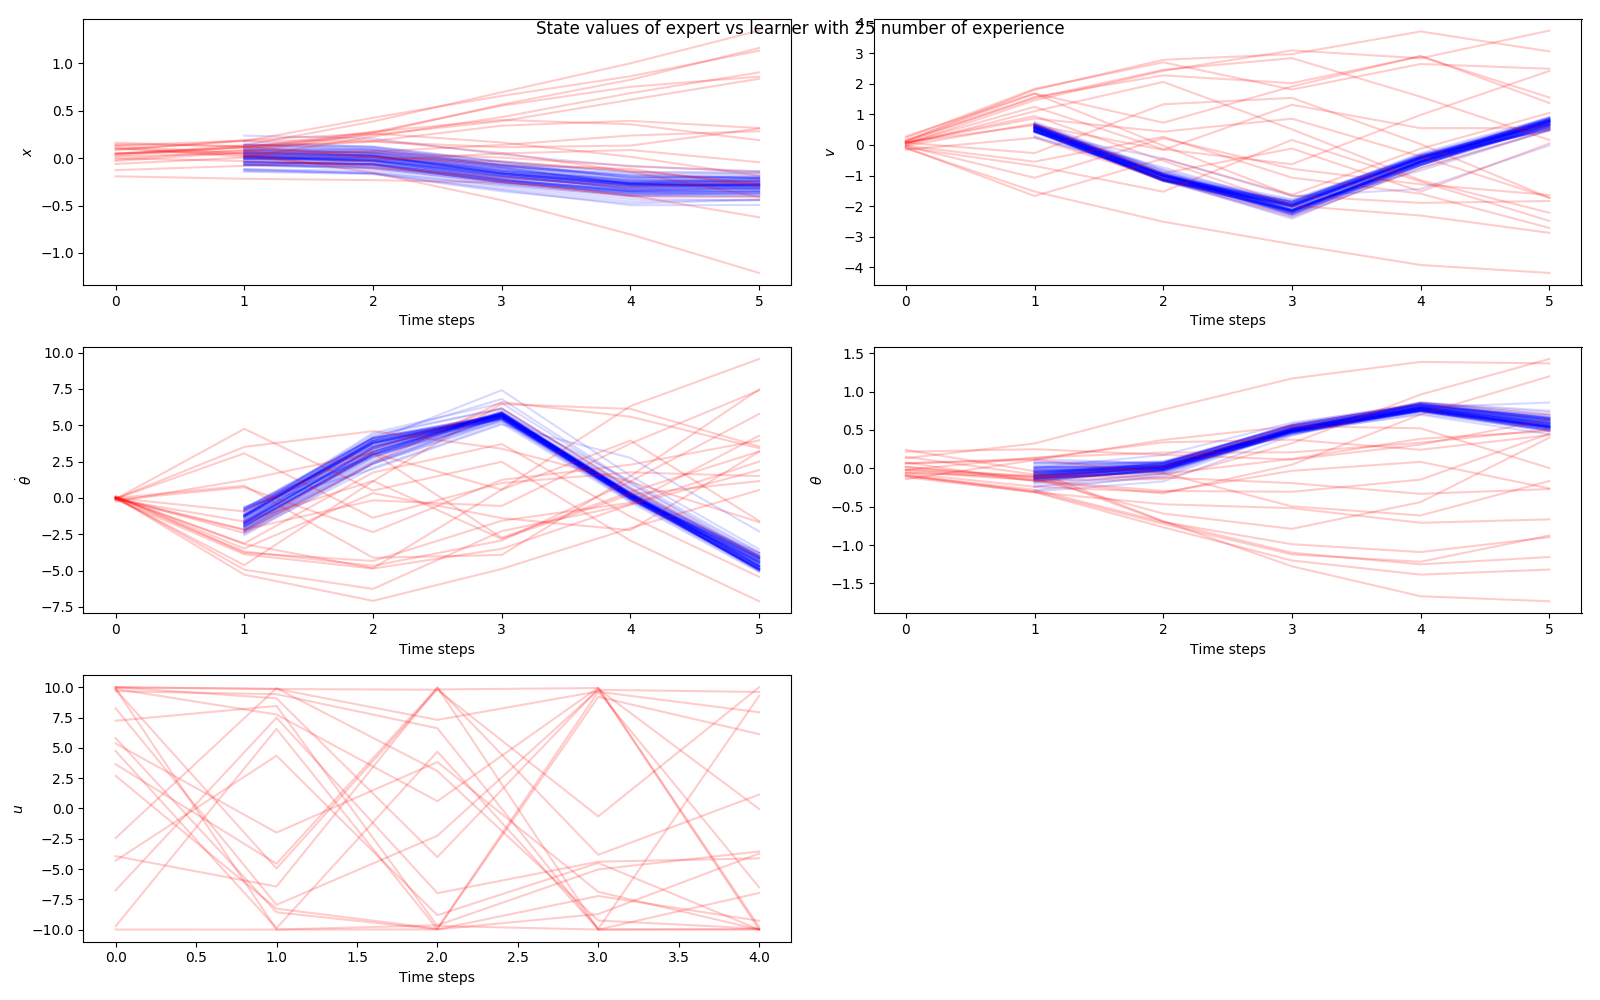 State values of expert vs learner with 25 number of experience
1.0
0.5
0.0
−0.5
−1.0
x
0 1 2 3 4 5
Time steps
4
3
2
1
0
−1
−2
−3
−4
v
0 1 2 3 4 5
Time steps
10.0
7.5
5.0
2.5
0.0
−2.5
−5.0
−7.5
θ̇
0 1 2 3 4 5
Time steps
1.5
1.0
0.5
0.0
−0.5
−1.0
−1.5
θ
0 1 2 3 4 5
Time steps
10.0
7.5
5.0
2.5
0.0
−2.5
−5.0
−7.5
−10.0
u
0.0 0.5 1.0 1.5 2.0 2.5 3.0 3.5 4.0
Time steps